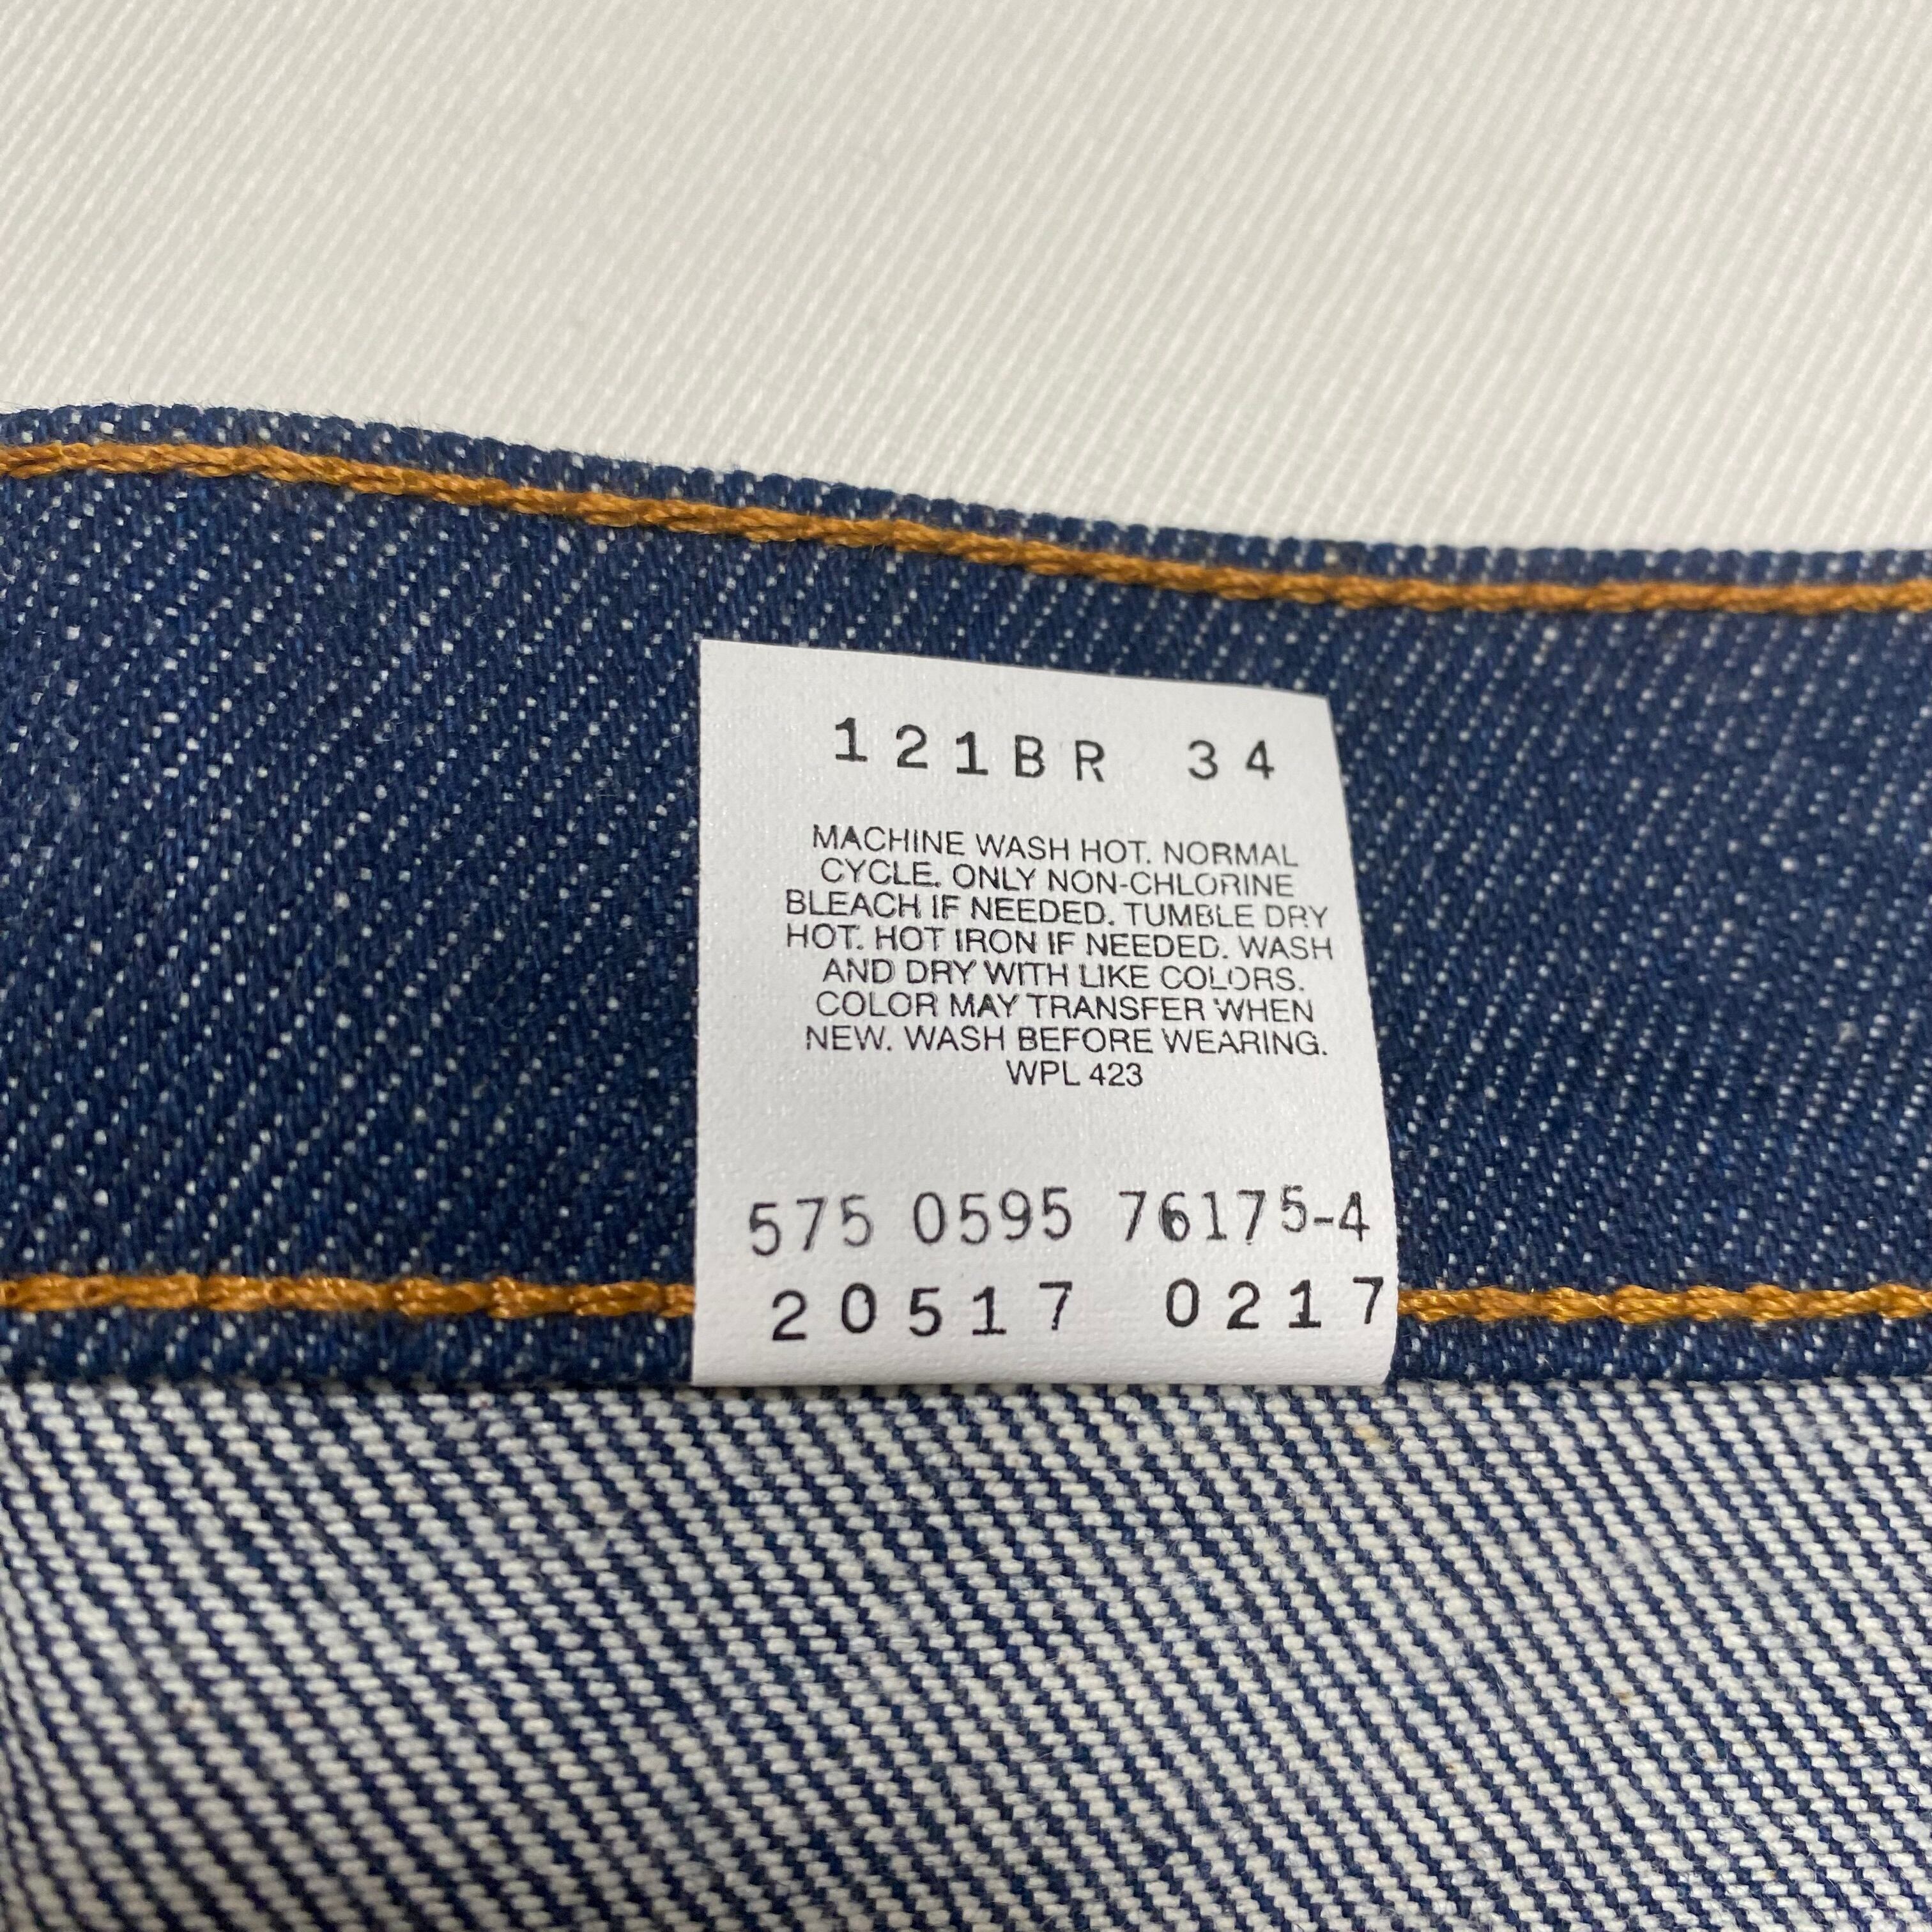 121BR 34
MACHINE WASH HOT. NORMAL
CYCLE. ONLY NON-CHLORINE
BLEACH IF NEEDED. TUMBLE DRY
HOT. HOT IRON IF NEEDED. WASH
AND DRY WITH LIKE COLORS.
COLOR MAY TRANSFER WHEN
NEW. WASH BEFORE WEARING.
WPL 423
575 0595 76175-4
20517 0217